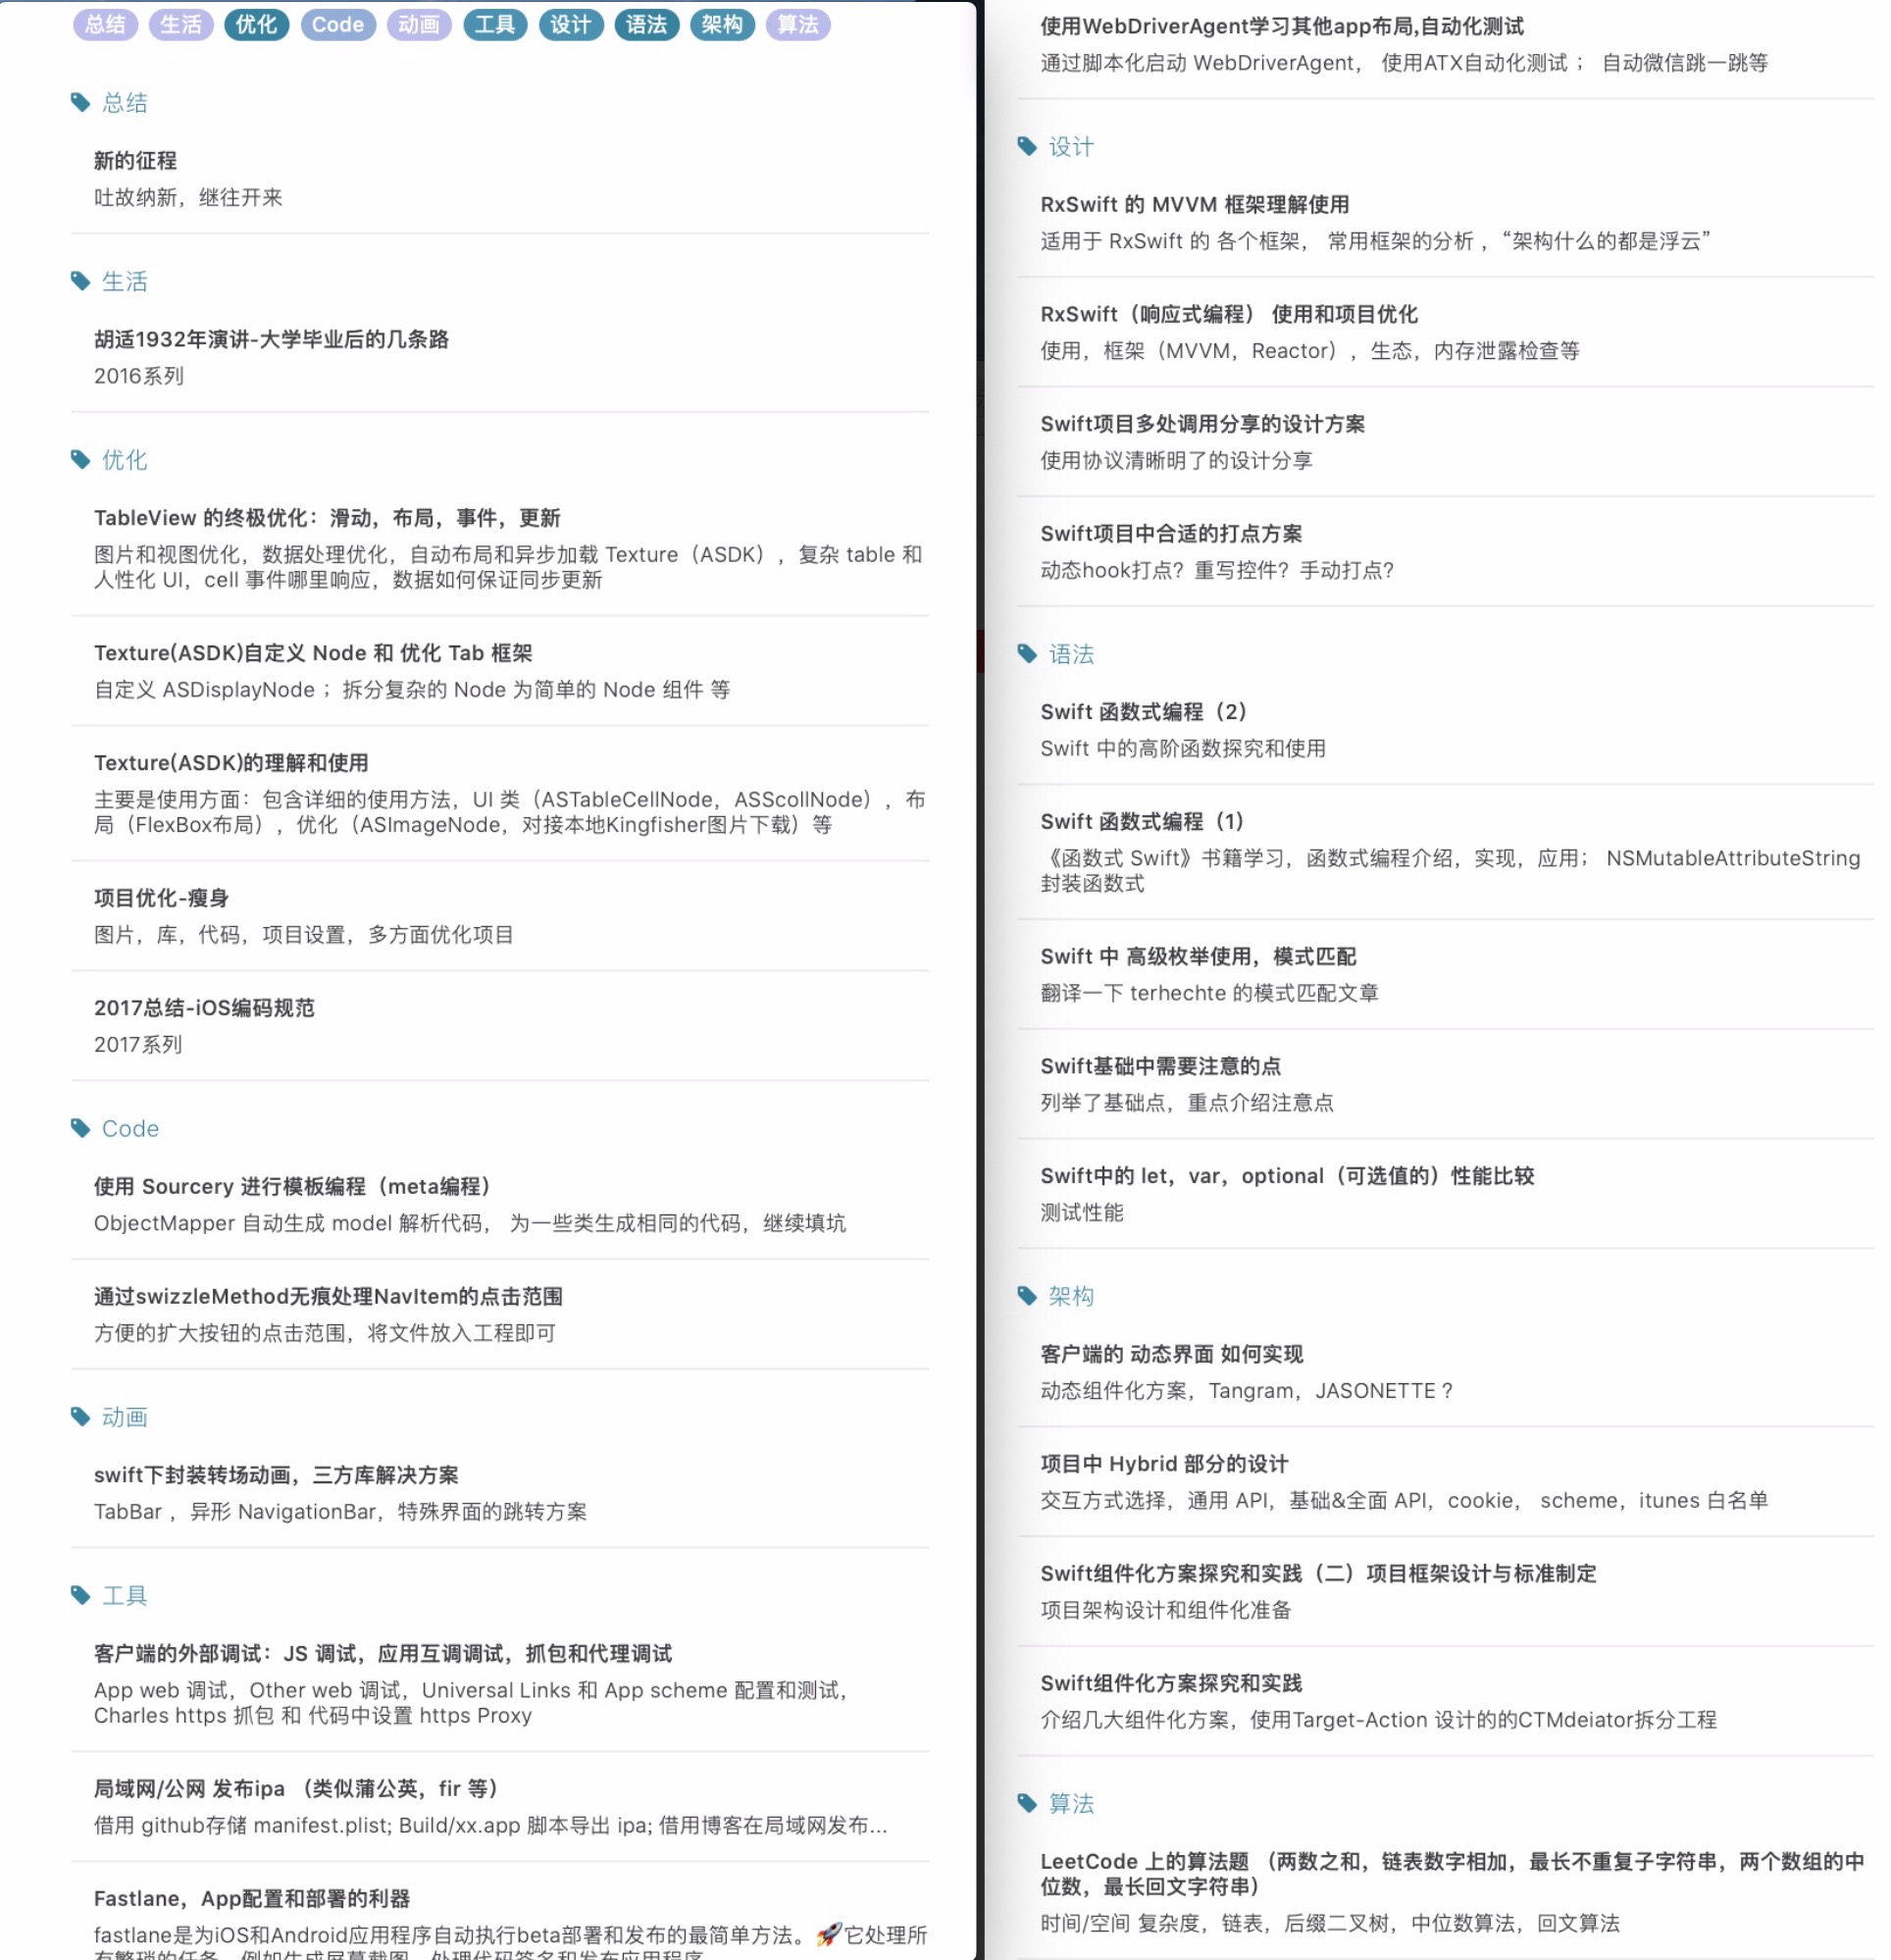 总结 生活 优化 Code 动画 工具 设计 语法 架构 算法
总结
新的征程
吐故纳新，继往开来
生活
胡适1932年演讲-大学毕业后的几条路
2016系列
优化
TableView 的终极优化：滑动，布局，事件，更新
图片和视图优化，数据处理优化，自动布局和异步加载 Texture（ASDK），复杂 table 和
人性化 UI，cell 事件哪里响应，数据如何保证同步更新
Texture(ASDK)自定义 Node 和 优化 Tab 框架
自定义 ASDisplayNode ；拆分复杂的 Node 为简单的 Node 组件 等
Texture(ASDK)的理解和使用
主要是使用方面：包含详细的使用方法，UI 类（ASTableCellNode，ASScollNode），布
局（FlexBox布局），优化（ASImageNode，对接本地Kingfisher图片下载）等
项目优化-瘦身
图片，库，代码，项目设置，多方面优化项目
2017总结-iOS编码规范
2017系列
Code
使用 Sourcery 进行模板编程（meta编程）
ObjectMapper 自动生成 model 解析代码， 为一些类生成相同的代码，继续填坑
通过swizzleMethod无痕处理NavItem的点击范围
方便的扩大按钮的点击范围，将文件放入工程即可
动画
swift下封装转场动画，三方库解决方案
TabBar ，异形 NavigationBar，特殊界面的跳转方案
工具
客户端的外部调试：JS 调试，应用互调调试，抓包和代理调试
App web 调试，Other web 调试，Universal Links 和 App scheme 配置和测试，
Charles https 抓包 和 代码中设置 https Proxy
局域网/公网 发布ipa （类似蒲公英，fir 等）
借用 github存储 manifest.plist; Build/xx.app 脚本导出 ipa; 借用博客在局域网发布...
Fastlane，App配置和部署的利器
fastlane是为iOS和Android应用程序自动执行beta部署和发布的最简单方法。🚀它处理所
有繁琐的任务，例如生成屏幕截图，处理代码签名和发布应用程序
使用WebDriverAgent学习其他app布局,自动化测试
通过脚本化启动 WebDriverAgent， 使用ATX自动化测试 ； 自动微信跳一跳等
设计
RxSwift 的 MVVM 框架理解使用
适用于 RxSwift 的 各个框架， 常用框架的分析 ，“架构什么的都是浮云”
RxSwift（响应式编程） 使用和项目优化
使用，框架（MVVM，Reactor），生态，内存泄露检查等
Swift项目多处调用分享的设计方案
使用协议清晰明了的设计分享
Swift项目中合适的打点方案
动态hook打点？重写控件？手动打点？
语法
Swift 函数式编程（2）
Swift 中的高阶函数探究和使用
Swift 函数式编程（1）
《函数式 Swift》书籍学习，函数式编程介绍，实现，应用； NSMutableAttributeString
封装函数式
Swift 中 高级枚举使用，模式匹配
翻译一下 terhechte 的模式匹配文章
Swift基础中需要注意的点
列举了基础点，重点介绍注意点
Swift中的 let，var，optional（可选值的）性能比较
测试性能
架构
客户端的 动态界面 如何实现
动态组件化方案，Tangram，JASONETTE ?
项目中 Hybrid 部分的设计
交互方式选择，通用 API，基础&全面 API，cookie， scheme，itunes 白名单
Swift组件化方案探究和实践（二）项目框架设计与标准制定
项目架构设计和组件化准备
Swift组件化方案探究和实践
介绍几大组件化方案，使用Target-Action 设计的的CTMdeiator拆分工程
算法
LeetCode 上的算法题 （两数之和，链表数字相加，最长不重复子字符串，两个数组的中
位数，最长回文字符串）
时间/空间 复杂度，链表，后缀二叉树，中位数算法，回文算法